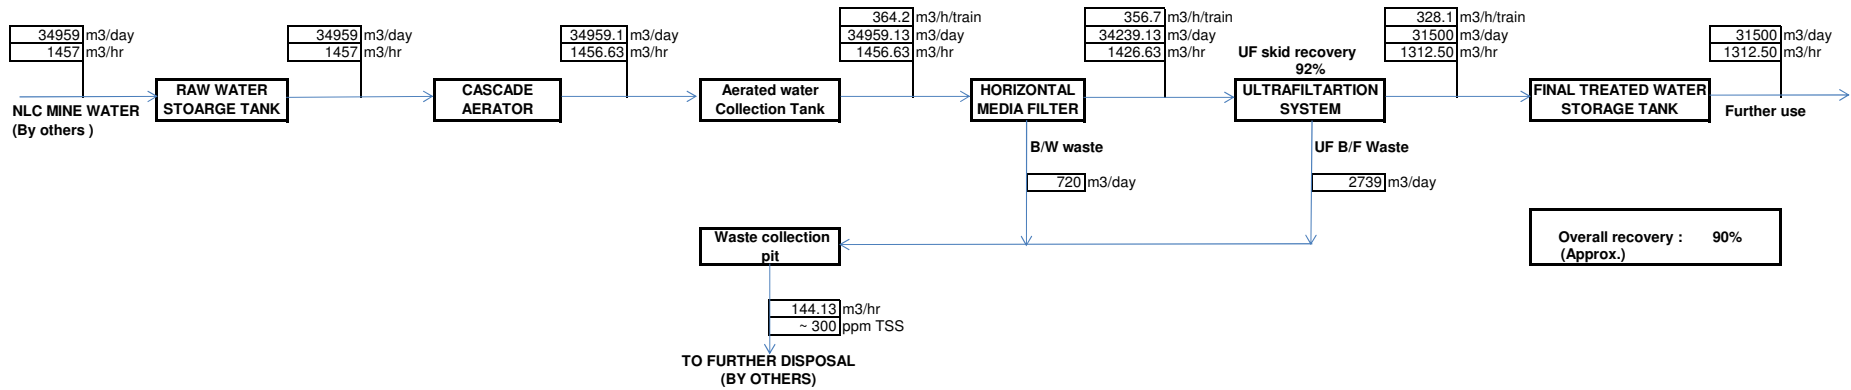 364.2 m3/h/train
356.7 m3/h/train
328.1 m3/h/train
34959 m3/day
34959 m3/day
34959.1 m3/day
34959.13 m3/day
34239.13 m3/day
31500 m3/day
31500 m3/day
1457 m3/hr
1457 m3/hr
1456.63 m3/hr
1456.63 m3/hr
1426.63 m3/hr
UF skid recovery
92%
1312.50 m3/hr
1312.50 m3/hr
NLC MINE WATER
(By others )
RAW WATER
STOARGE TANK
CASCADE
AERATOR
Aerated water
Collection Tank
HORIZONTAL
MEDIA FILTER
ULTRAFILTARTION
SYSTEM
FINAL TREATED WATER
STORAGE TANK
Further use
B/W waste
UF B/F Waste
720 m3/day
2739 m3/day
Waste collection
pit
Overall recovery : 90%
(Approx.)
144.13 m3/hr
~ 300 ppm TSS
TO FURTHER DISPOSAL
(BY OTHERS)